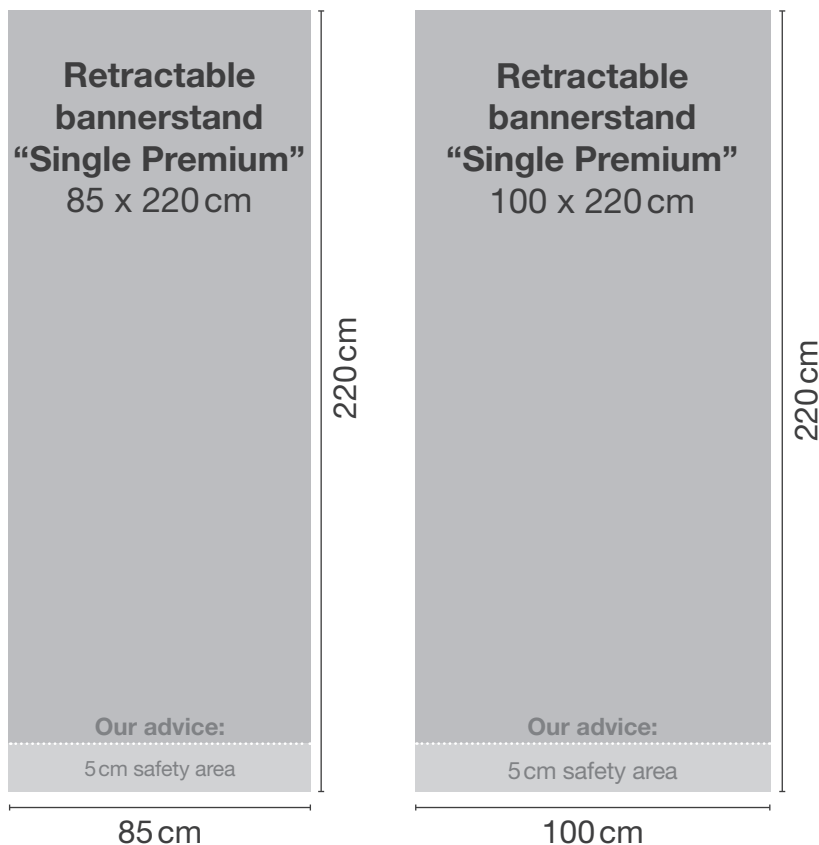 Retractable
bannerstand
“Single Premium”
85 x 220 cm
220 cm
Our advice:
5 cm safety area
85 cm
Retractable
bannerstand
“Single Premium”
100 x 220 cm
220 cm
Our advice:
5 cm safety area
100 cm